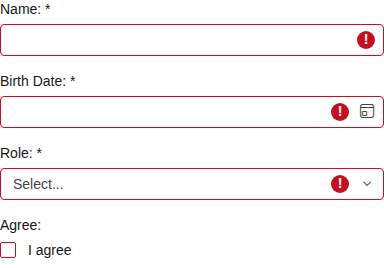 Name: *
Birth Date: *
Role: *
Select...
Agree:
I agree